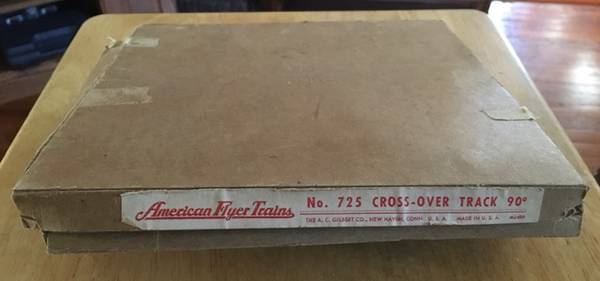 American Flyer Trains No. 725 CROSS-OVER TRACK 90°
THE A. C. GILBERT CO., NEW HAVEN, CONN. U. S. A. MADE IN U. S. A.